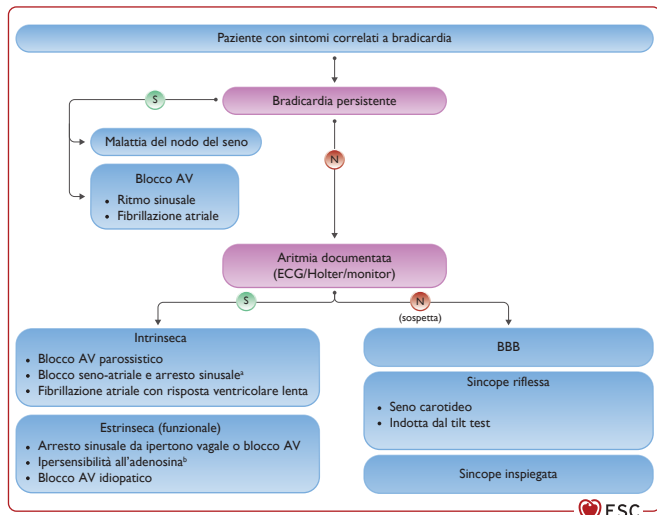 Paziente con sintomi correlati a bradicardia
S
Bradicardia persistente
Malattia del nodo del seno
N
Blocco AV
• Ritmo sinusale
• Fibrillazione atriale
Aritmia documentata
(ECG/Holter/monitor)
S
N
(sospetta)
Intrinseca
• Blocco AV parossistico
• Blocco seno-atriale e arresto sinusaleᵃ
• Fibrillazione atriale con risposta ventricolare lenta
BBB
Sincope riflessa
• Seno carotideo
• Indotta dal tilt test
Estrinseca (funzionale)
• Arresto sinusale da ipertono vagale o blocco AV
• Ipersensibilità all'adenosinaᵇ
• Blocco AV idiopatico
Sincope inspiegata
ESC